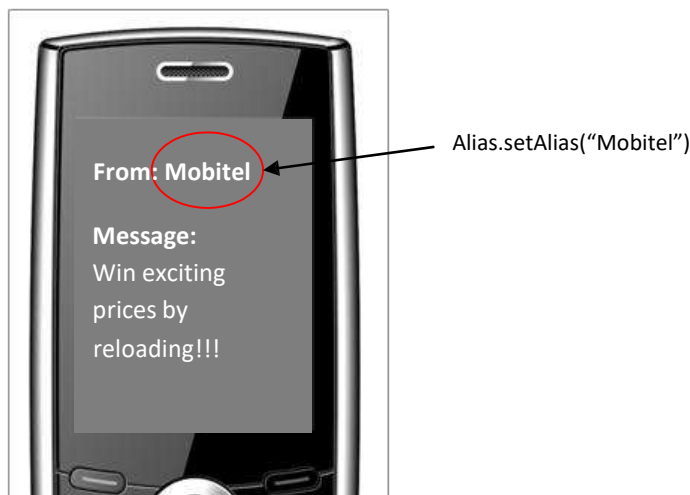 From: Mobitel
Alias.setAlias(“Mobitel”)
Message:
Win exciting
prices by
reloading!!!